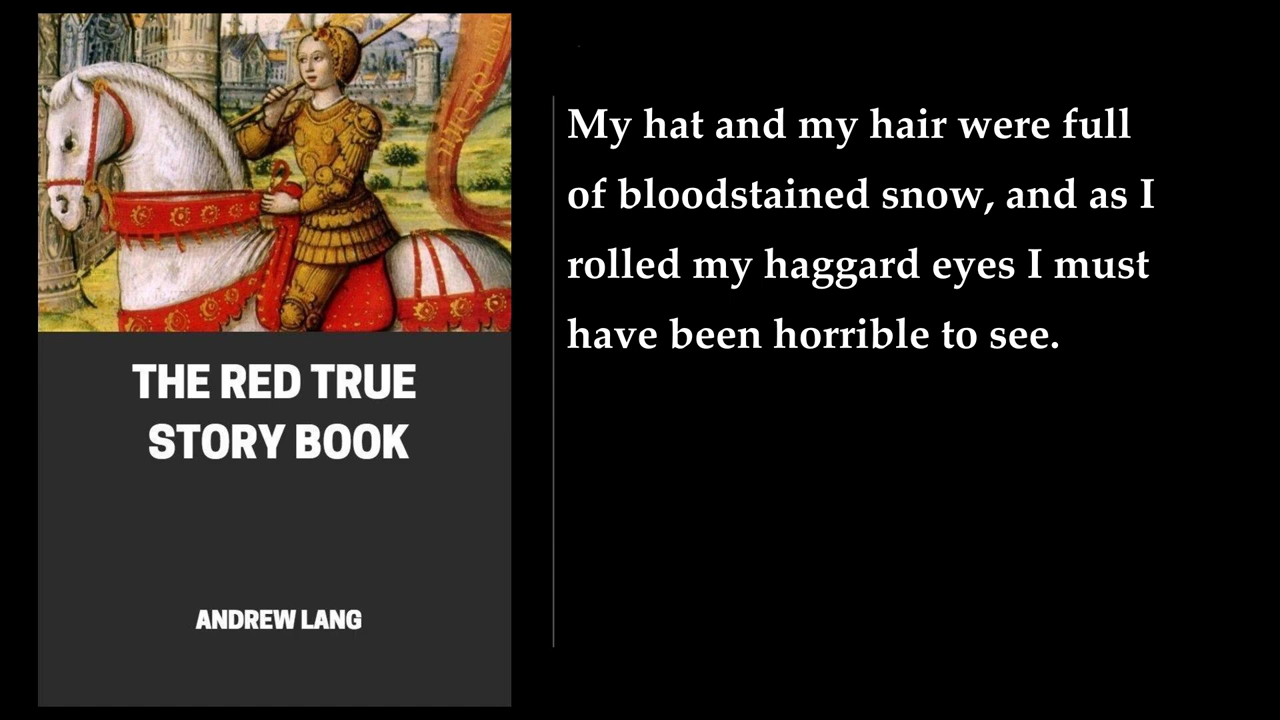 THE RED TRUE
STORY BOOK
ANDREW LANG
My hat and my hair were full
of bloodstained snow, and as I
rolled my haggard eyes I must
have been horrible to see.